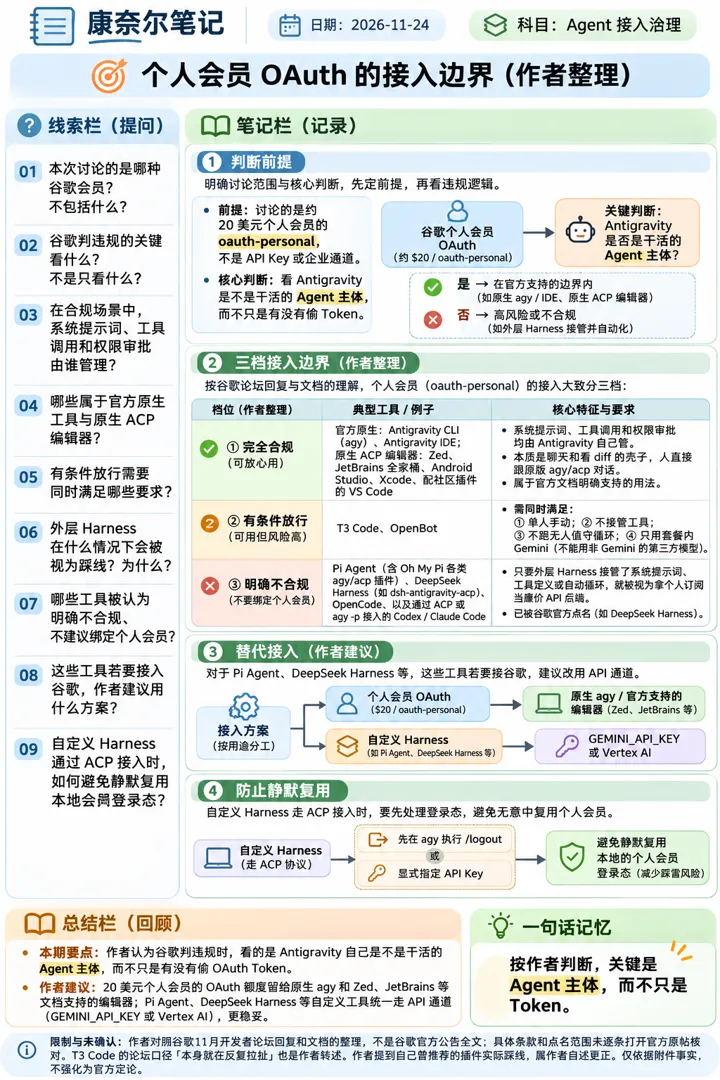 康奈尔笔记
日期：2026-11-24
科目：Agent 接入治理
个人会员 OAuth 的接入边界（作者整理）
? 线索栏（提问）
01 本次讨论的是哪种
谷歌会员？
不包括什么？
02 谷歌判违规的关键
看什么？
不是只看什么？
03 在合规场景中，
系统提示词、工具
调用和权限审批
由谁管理？
04 哪些属于官方原生
工具与原生 ACP
编辑器？
05 有条件放行需要
同时满足哪些要求？
06 外层 Harness
在什么情况下会被
视为踩线？为什么？
07 哪些工具被认为
明确不合规、
不建议绑定个人会员？
08 这些工具若要接入
谷歌，作者建议用
什么方案？
09 自定义 Harness
通过 ACP 接入时，
如何避免静默复用
本地会员登录态？
笔记栏（记录）
1 判断前提
明确讨论范围与核心判断，先定前提，再看违规逻辑。
• 前提：讨论的是约
20 美元个人会员的
oauth-personal，
不是 API Key 或企业通道。
• 核心判断：看 Antigravity
是不是干活的 Agent 主体，
而不只是有没有偷 Token。
谷歌个人会员
OAuth
（约 $20 / oauth-personal）
关键判断：
Antigravity
是否是干活的
Agent 主体？
是 → 在官方支持的边界内
（如原生 agy / IDE、原生 ACP 编辑器）
否 → 高风险或不合规
（如外层 Harness 接管并自动化）
2 三档接入边界（作者整理）
按谷歌论坛回复与文档的理解，个人会员（oauth-personal）的接入大致分三档：
档位（作者整理） 典型工具 / 例子 核心特征与要求
① 完全合规
（可放心用）
官方原生：Antigravity CLI
（agy）、Antigravity IDE；
原生 ACP 编辑器：Zed、
JetBrains 全家桶、Android
Studio、Xcode、配社区插件
的 VS Code
• 系统提示词、工具调用和权限审批
均由 Antigravity 自己管。
• 本质是聊天和看 diff 的壳子，人直接
跟原版 agy/acp 对话。
• 属于官方文档明确支持的用法。
2 ② 有条件放行
（可用但风险高）
T3 Code、OpenBot
• 需同时满足：
① 单人手动；② 不接管工具；
③ 不跑无人值守循环；④ 只用套餐内
Gemini（不能用非 Gemini 的第三方模型）。
③ 明确不合规
（不要绑定个人会员）
Pi Agent（含 Oh My Pi 各类
agy/acp 插件）、DeepSeek
Harness（如 dsh-antigravity-acp）、
OpenCode、以及通过 ACP 或
agy -p 接入的 Codex / Claude Code
• 只要外层 Harness 接管了系统提示词、
工具定义或自动循环，就被视为拿个人订阅
当廉价 API 后端。
• 已被谷歌官方点名（如 DeepSeek Harness）。
3 替代接入（作者建议）
对于 Pi Agent、DeepSeek Harness 等，这些工具若要接谷歌，建议改用 API 通道。
接入方案
（按用途分工）
个人会员 OAuth
（$20 / oauth-personal）
原生 agy / 官方支持的
编辑器（Zed、JetBrains 等）
自定义 Harness
（如 Pi Agent、DeepSeek Harness 等）
GEMINI_API_KEY
或 Vertex AI
4 防止静默复用
自定义 Harness 走 ACP 接入时，要先处理登录态，避免无意中复用个人会员。
自定义 Harness
（走 ACP 协议）
先在 agy 执行 /logout
或
显式指定 API Key
避免静默复用
本地的个人会员
登录态（减少踩雷风险）
总结栏（回顾）
• 本期要点：作者认为谷歌判违规时，看的是 Antigravity 自己是不是干活的
Agent 主体，而不只是有没有偷 OAuth Token。
• 作者建议：20 美元个人会员的 OAuth 额度留给原生 agy 和 Zed、JetBrains 等
文档支持的编辑器；Pi Agent、DeepSeek Harness 等自定义工具统一走 API 通道
（GEMINI_API_KEY 或 Vertex AI），更稳妥。
一句话记忆
按作者判断，关键是
Agent 主体，而不只是
Token。
限制与未确认：作者对照谷歌11月开发者论坛回复和文档的整理，不是谷歌官方公告全文；具体条款和点名范围未逐条打开官方原帖核
对。T3 Code 的论坛口径「本身就在反复拉扯」也是作者转述。作者提到自己曾推荐的插件实际踩线，属作者自述更正。仅依据附件事实，
不强化为官方定论。